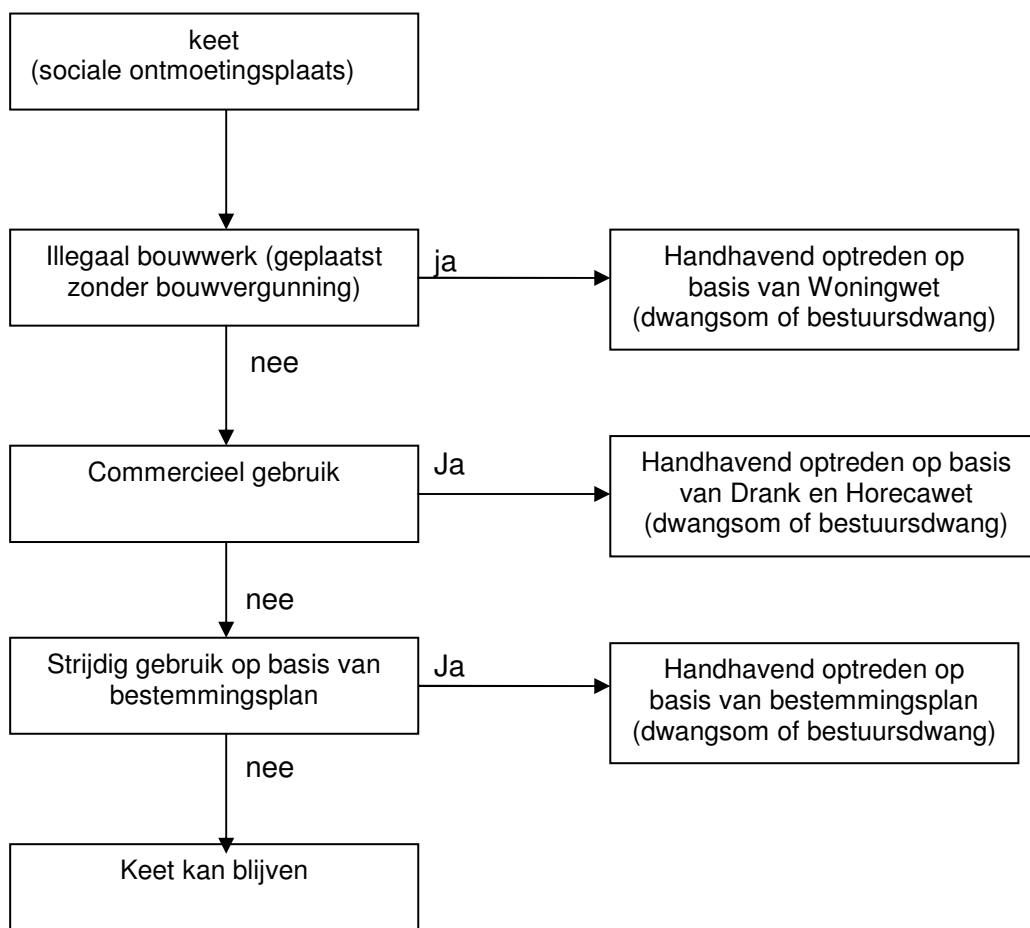 keet
(sociale ontmoetingsplaats)
Illegaal bouwwerk (geplaatst
zonder bouwvergunning)
ja
Handhavend optreden op
basis van Woningwet
(dwangsom of bestuursdwang)
nee
Commercieel gebruik
Ja
Handhavend optreden op basis
van Drank en Horecawet
(dwangsom of bestuursdwang)
nee
Strijdig gebruik op basis van
bestemmingsplan
Ja
Handhavend optreden op
basis van bestemmingsplan
(dwangsom of bestuursdwang)
nee
Keet kan blijven